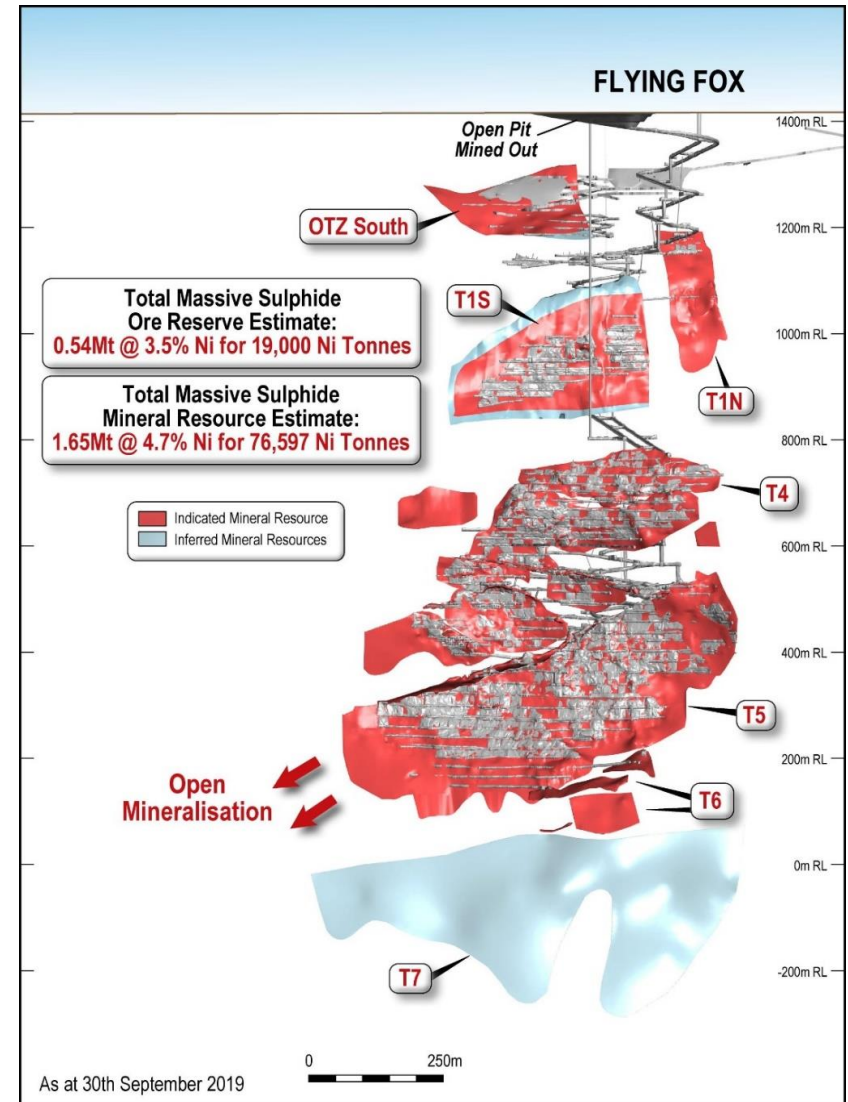 FLYING FOX
Open Pit
Mined Out
1400m RL
OTZ South
1200m RL
Total Massive Sulphide
Ore Reserve Estimate:
0.54Mt @ 3.5% Ni for 19,000 Ni Tonnes
T1S
1000m RL
T1N
Total Massive Sulphide
Mineral Resource Estimate:
1.65Mt @ 4.7% Ni for 76,597 Ni Tonnes
800m RL
T4
Indicated Mineral Resource
Inferred Mineral Resources
600m RL
400m RL
T5
200m RL
Open
Mineralisation
T6
0m RL
T7
-200m RL
0 250m
As at 30th September 2019